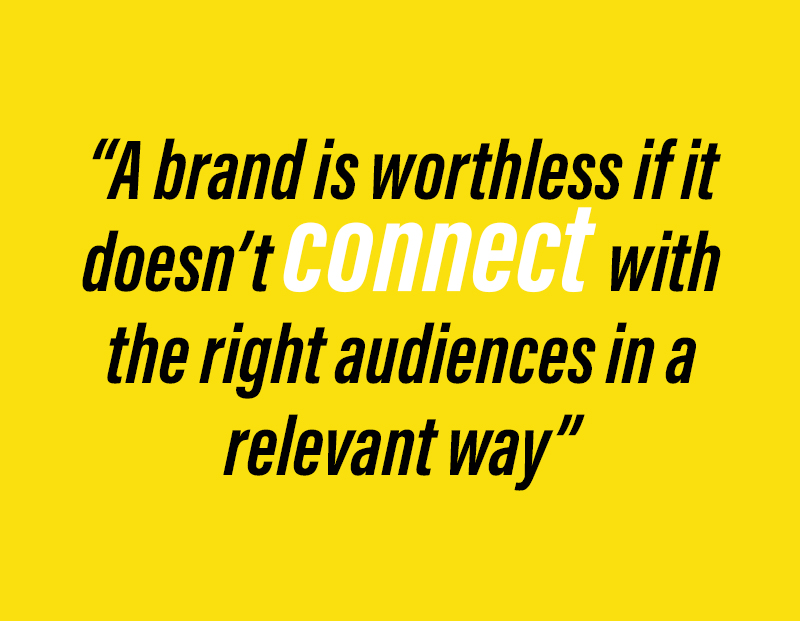 “A brand is worthless if it
doesn’t connect with
the right audiences in a
relevant way”